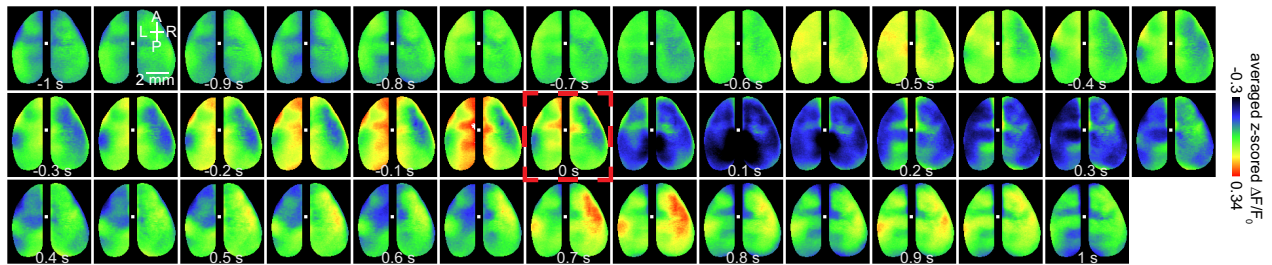 A
L R
P
2 mm
-1 s -0.9 s -0.8 s -0.7 s -0.6 s -0.5 s -0.4 s
-0.3 s -0.2 s -0.1 s 0 s 0.1 s 0.2 s 0.3 s
0.4 s 0.5 s 0.6 s 0.7 s 0.8 s 0.9 s 1 s
averaged z-scored ΔF/F₀
-0.3 0.34